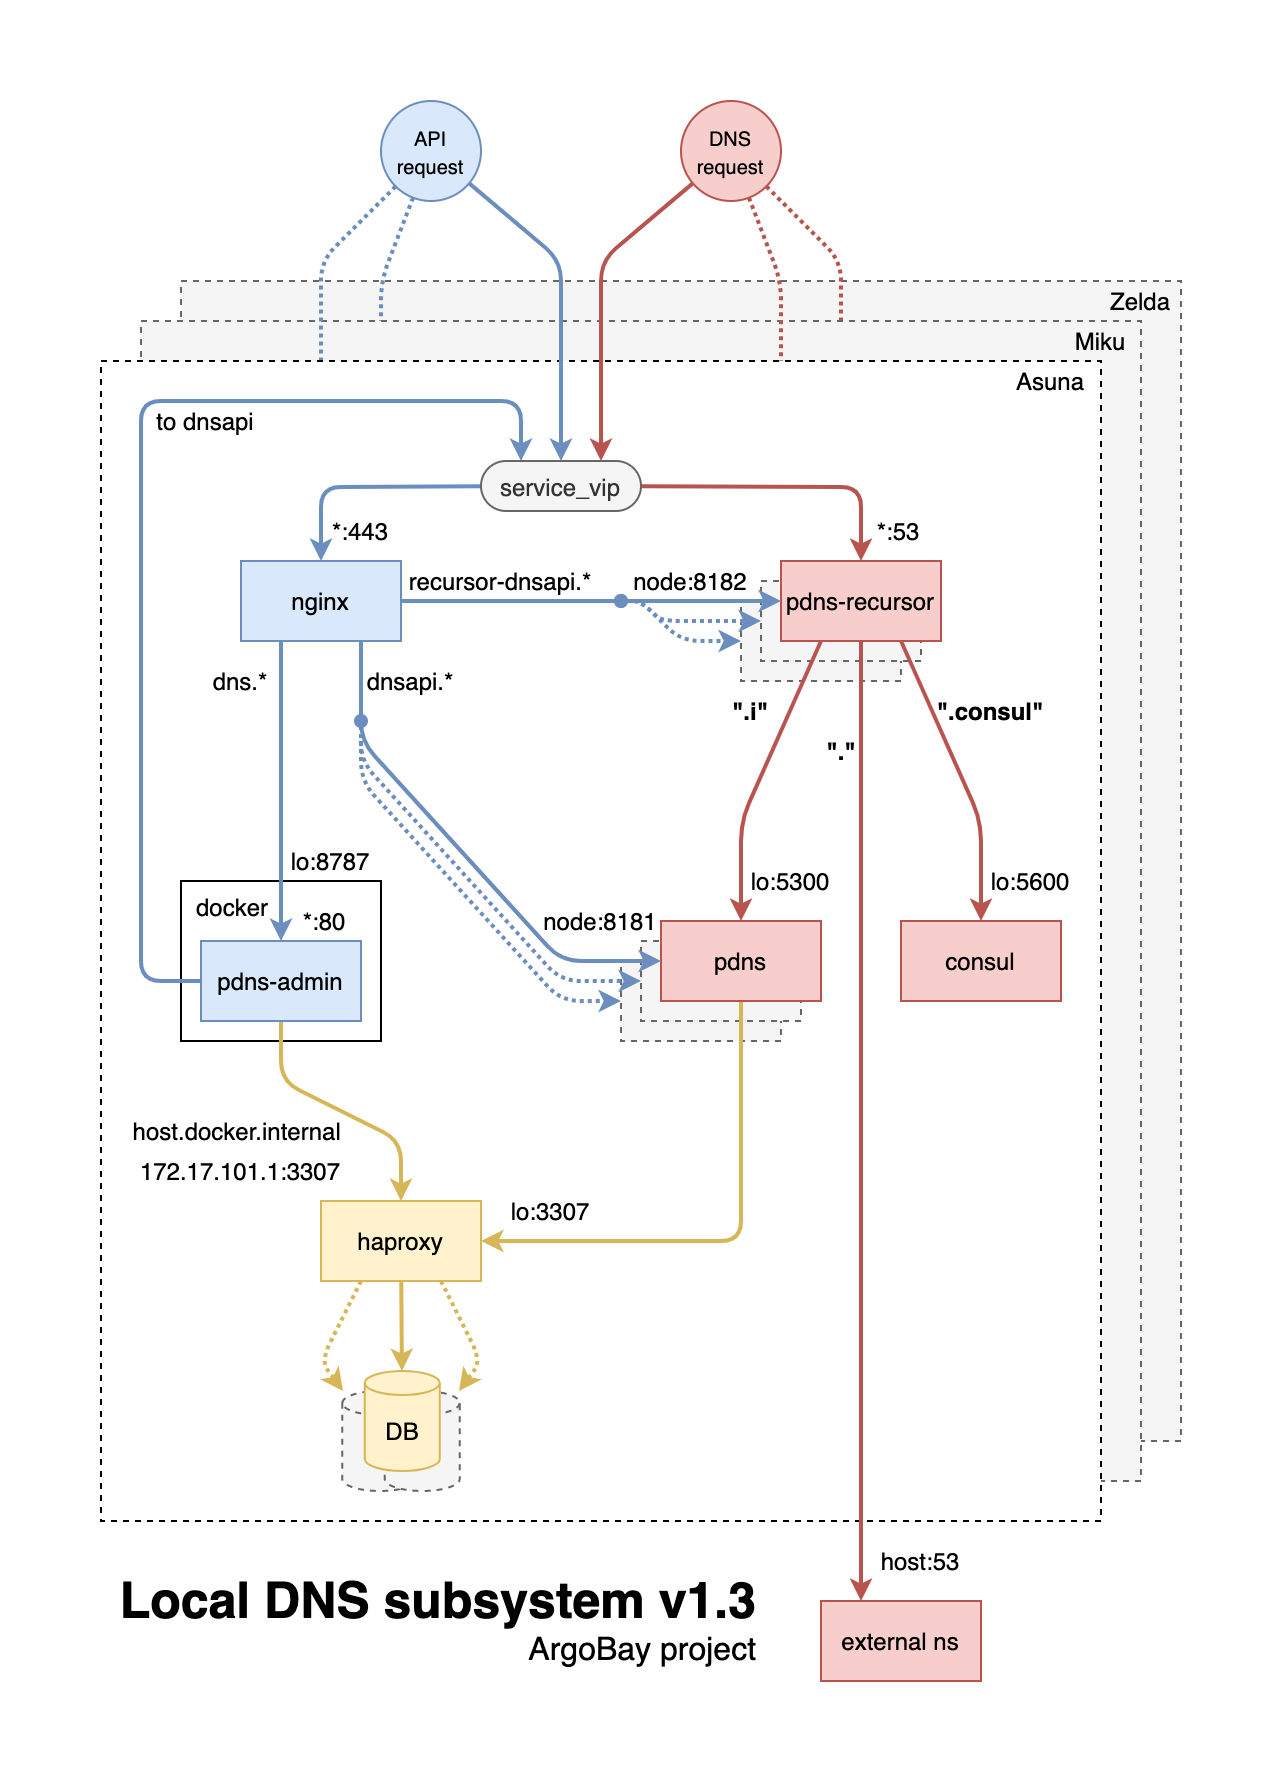 API
request
DNS
request
Zelda
Miku
Asuna
to dnsapi
service_vip
*:443
*:53
nginx
recursor-dnsapi.*
node:8182
pdns-recursor
dns.*
dnsapi.*
".i"
"."
".consul"
lo:8787
docker
*:80
pdns-admin
node:8181
lo:5300
pdns
lo:5600
consul
host.docker.internal
172.17.101.1:3307
lo:3307
haproxy
DB
host:53
external ns
Local DNS subsystem v1.3
ArgoBay project